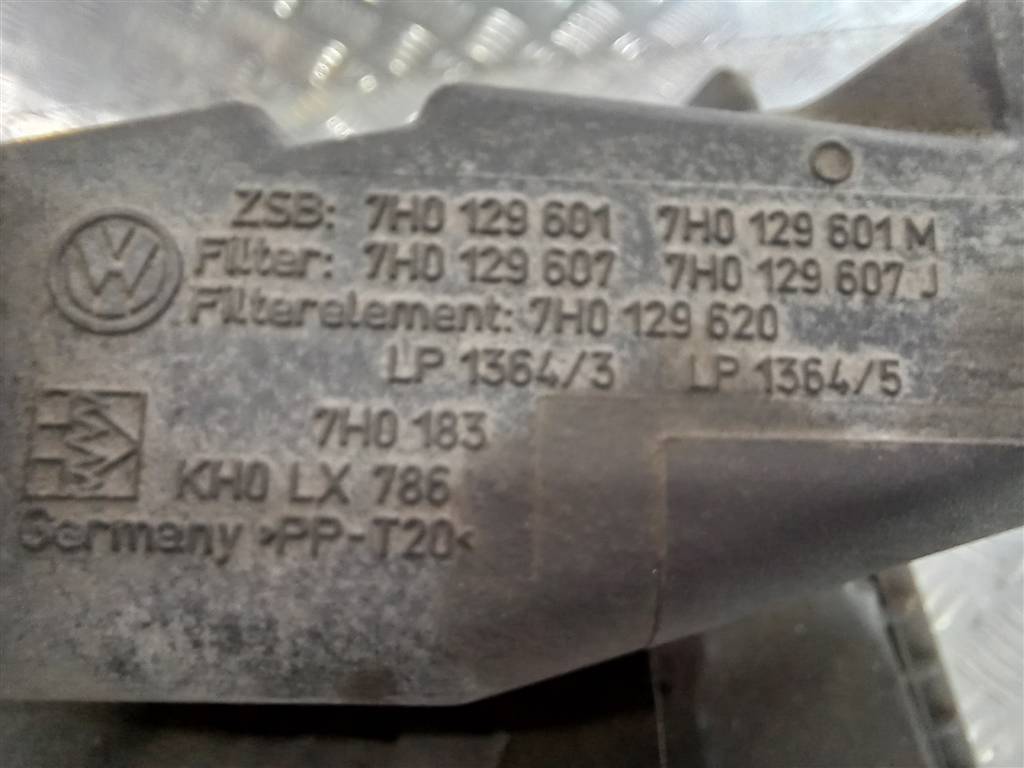 ZSB: 7H0 129 601 7H0 129 601 M
VW Filter: 7H0 129 607 7H0 129 607 J
Filterelement: 7H0 129 620
LP 1364/3 LP 1364/5
7H0 183
KH0 LX 786
Germany >PP-T20<